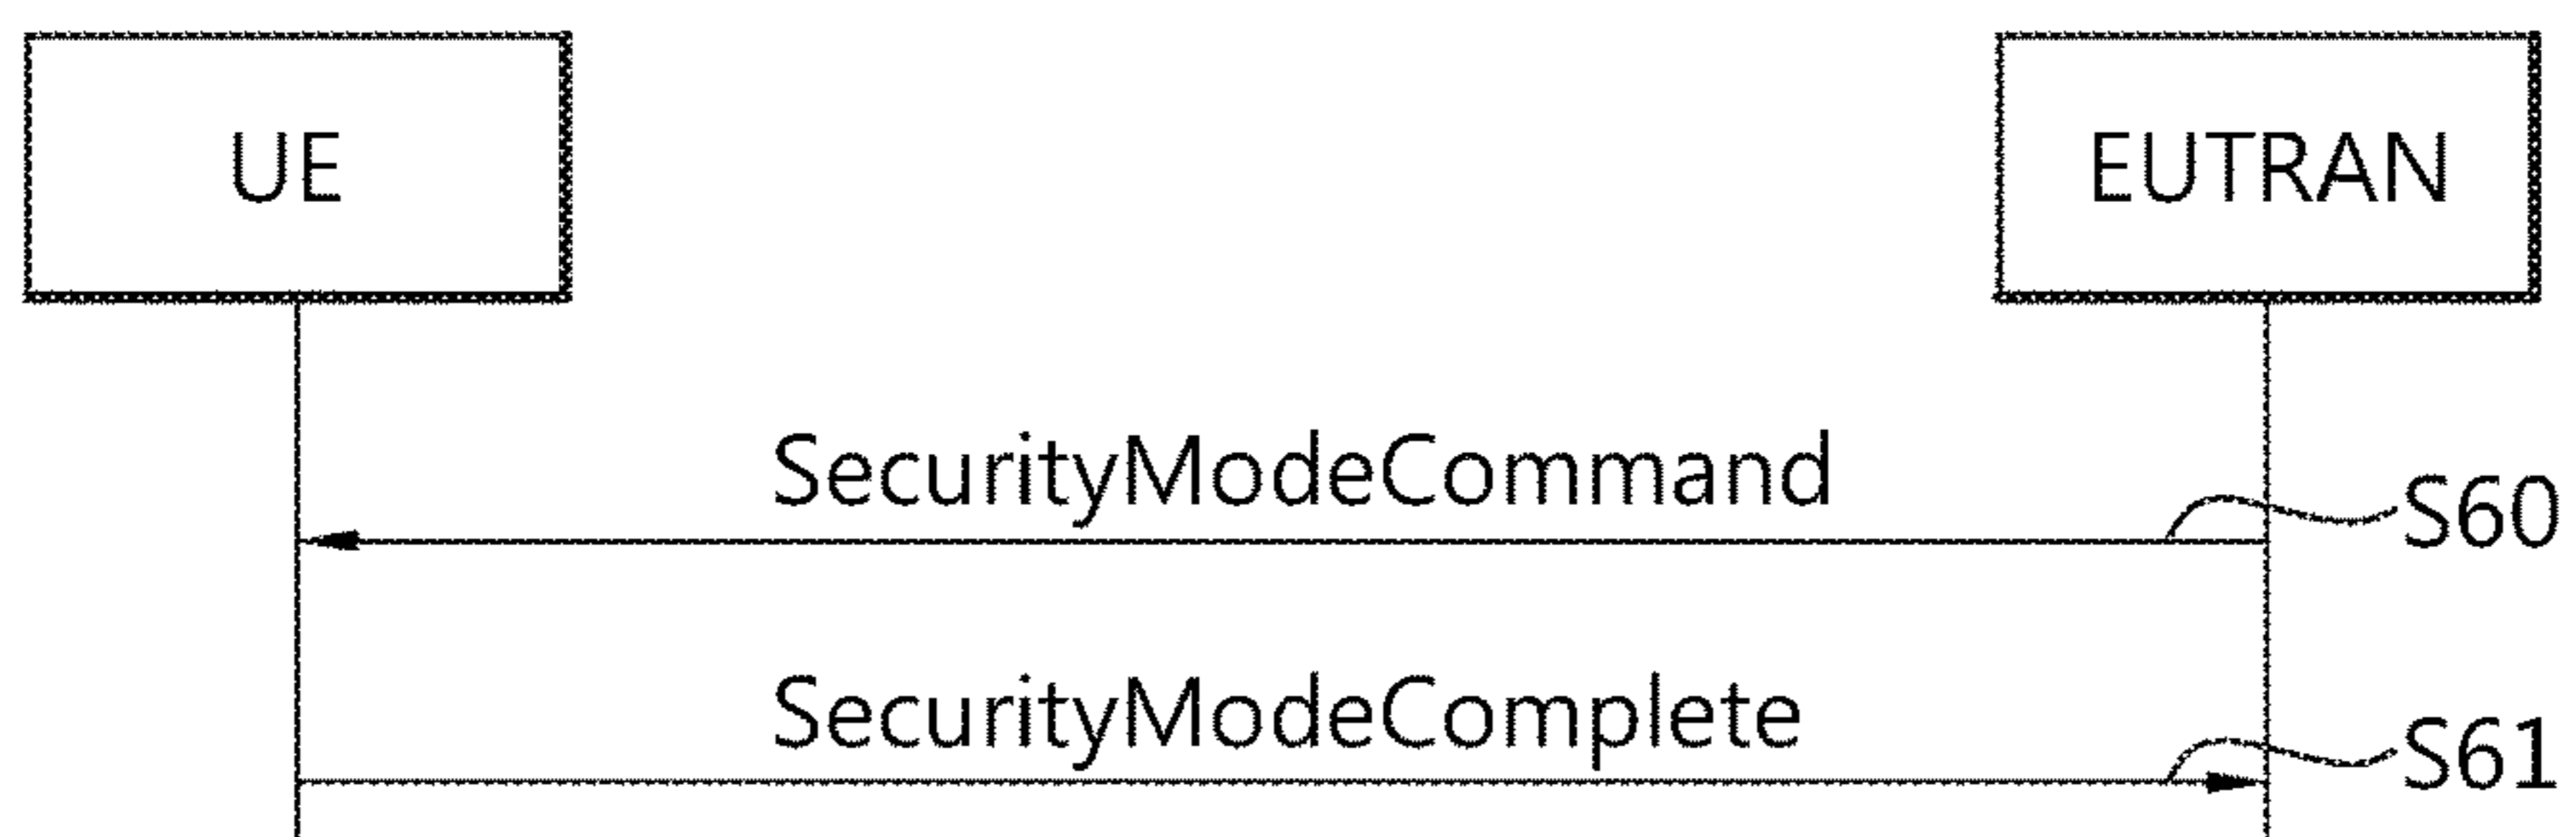 UE
EUTRAN
SecurityModeCommand
S60
SecurityModeComplete
S61